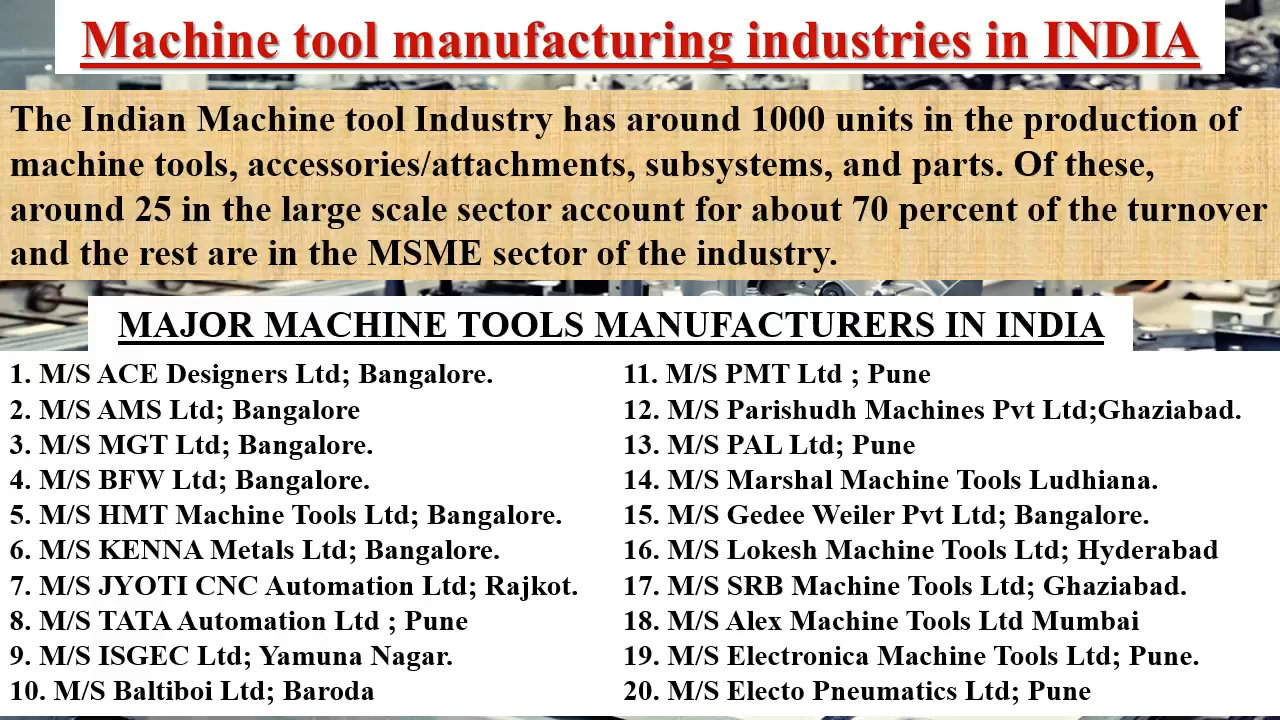 Machine tool manufacturing industries in INDIA
The Indian Machine tool Industry has around 1000 units in the production of
machine tools, accessories/attachments, subsystems, and parts. Of these,
around 25 in the large scale sector account for about 70 percent of the turnover
and the rest are in the MSME sector of the industry.
MAJOR MACHINE TOOLS MANUFACTURERS IN INDIA
1. M/S ACE Designers Ltd; Bangalore.
2. M/S AMS Ltd; Bangalore
3. M/S MGT Ltd; Bangalore.
4. M/S BFW Ltd; Bangalore.
5. M/S HMT Machine Tools Ltd; Bangalore.
6. M/S KENNA Metals Ltd; Bangalore.
7. M/S JYOTI CNC Automation Ltd; Rajkot.
8. M/S TATA Automation Ltd ; Pune
9. M/S ISGEC Ltd; Yamuna Nagar.
10. M/S Baltiboi Ltd; Baroda
11. M/S PMT Ltd ; Pune
12. M/S Parishudh Machines Pvt Ltd;Ghaziabad.
13. M/S PAL Ltd; Pune
14. M/S Marshal Machine Tools Ludhiana.
15. M/S Gedee Weiler Pvt Ltd; Bangalore.
16. M/S Lokesh Machine Tools Ltd; Hyderabad
17. M/S SRB Machine Tools Ltd; Ghaziabad.
18. M/S Alex Machine Tools Ltd Mumbai
19. M/S Electronica Machine Tools Ltd; Pune.
20. M/S Electo Pneumatics Ltd; Pune